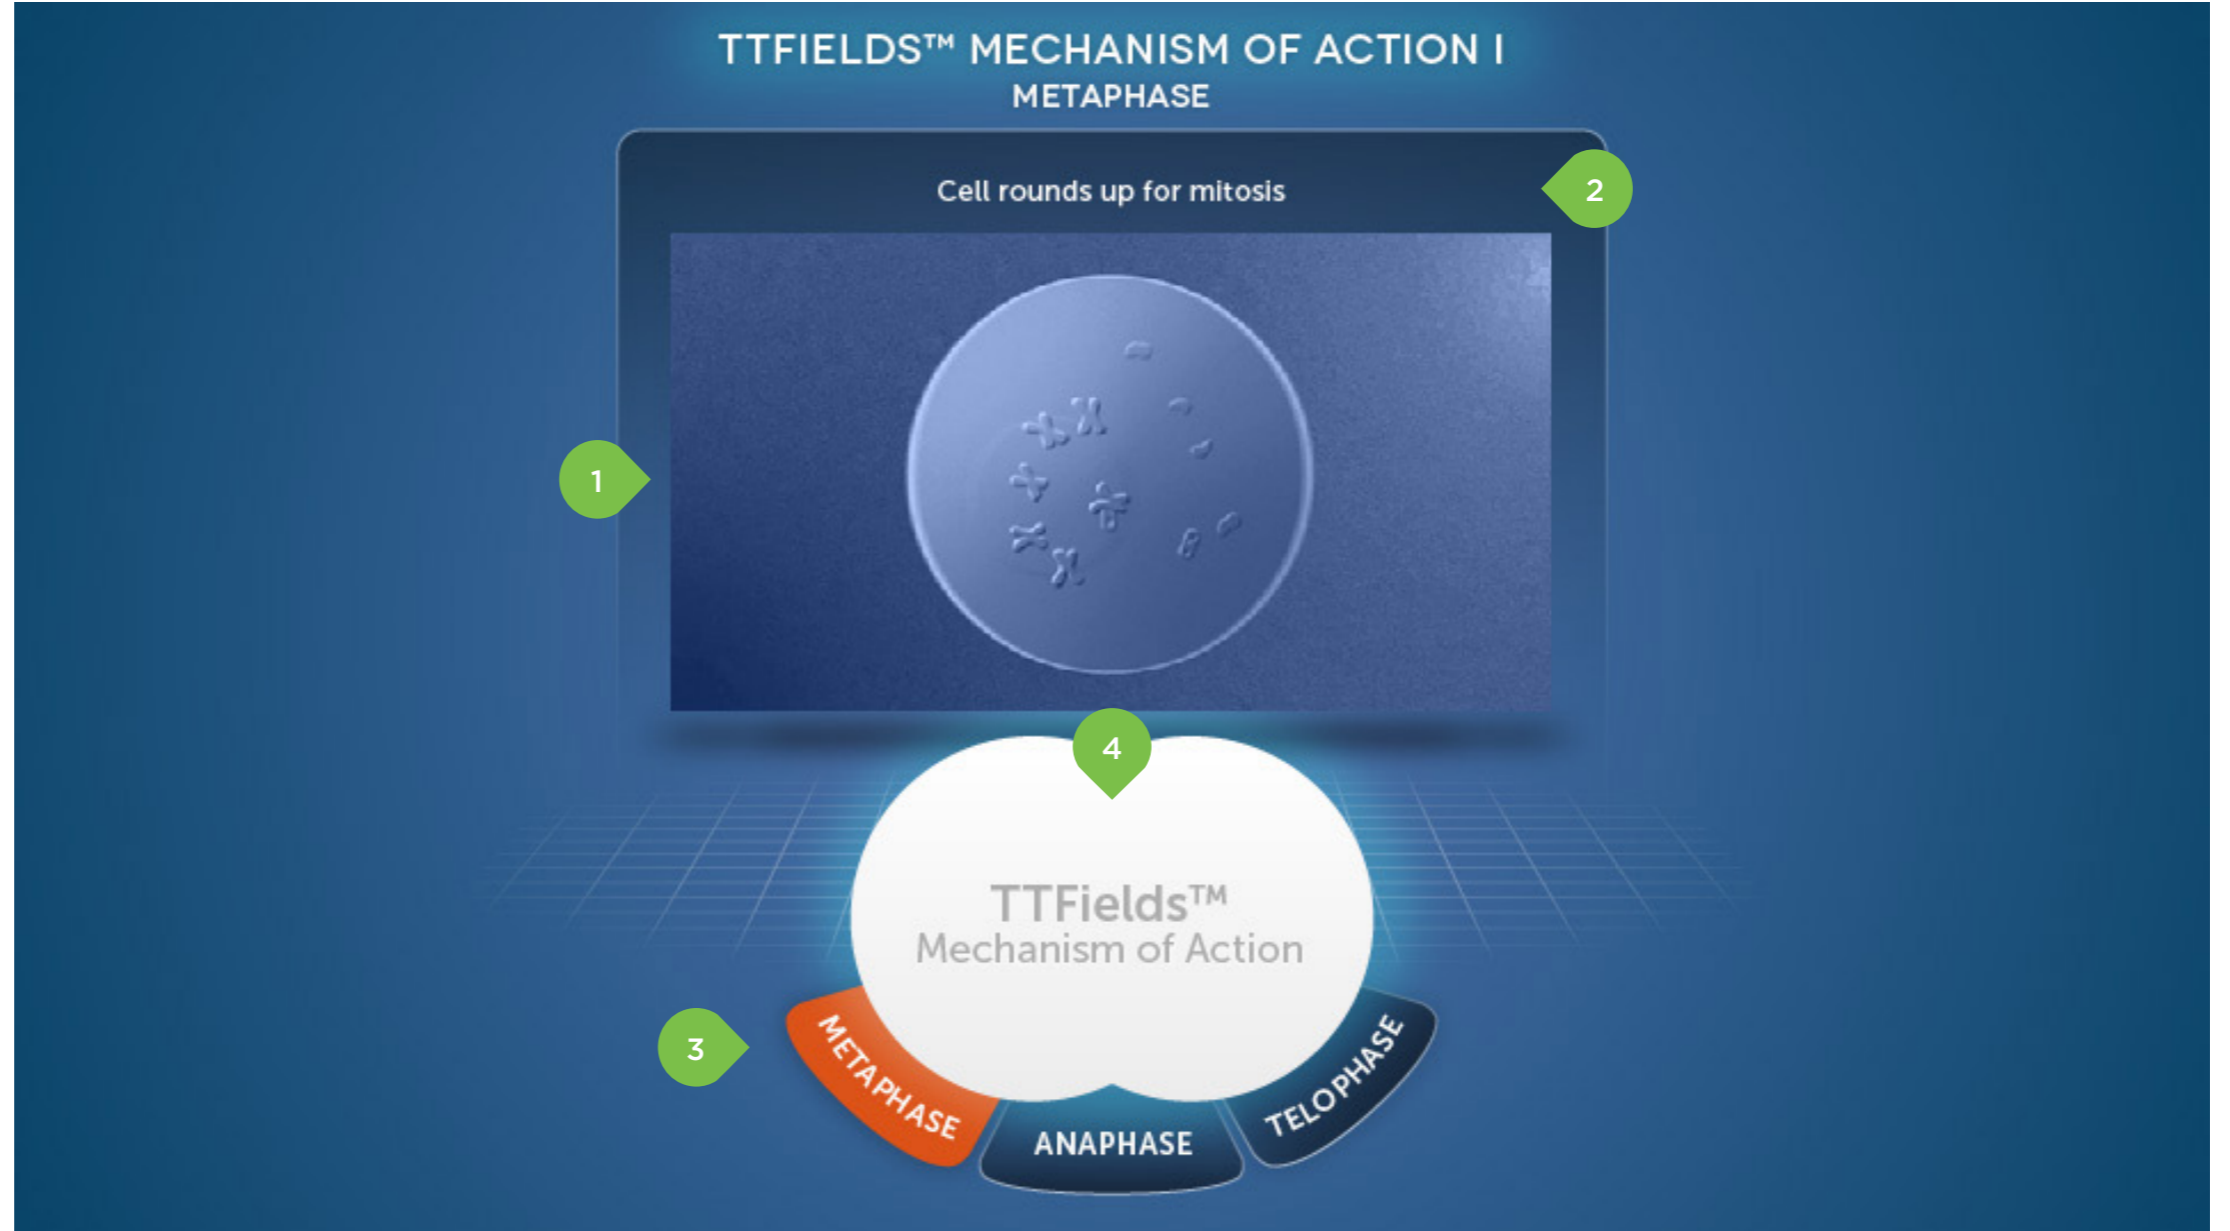 TTFIELDS™ MECHANISM OF ACTION I
METAPHASE
Cell rounds up for mitosis
2
1
4
TTFields™
Mechanism of Action
3
METAPHASE
ANAPHASE
TELOPHASE